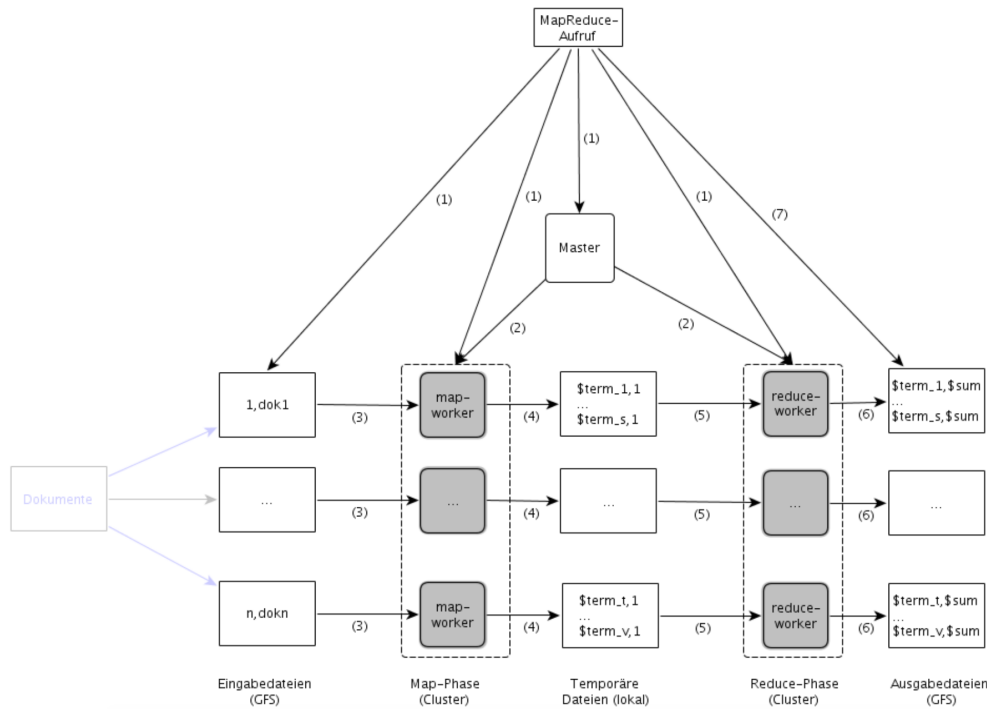 MapReduce-
Aufruf
(1)
(1)
(1)
(1)
(7)
Master
(2)
(2)
1,dok1
(3)
map-
worker
(4)
$term_1,1
...
$term_s,1
(5)
reduce-
worker
(6)
$term_1,$sum
...
$term_s,$sum
Dokumente
...
(3)
...
(4)
...
(5)
...
(6)
...
n,dokn
(3)
map-
worker
(4)
$term_t,1
...
$term_v,1
(5)
reduce-
worker
(6)
$term_t,$sum
...
$term_v,$sum
Eingabedateien
(GFS)
Map-Phase
(Cluster)
Temporäre
Dateien (lokal)
Reduce-Phase
(Cluster)
Ausgabedateien
(GFS)